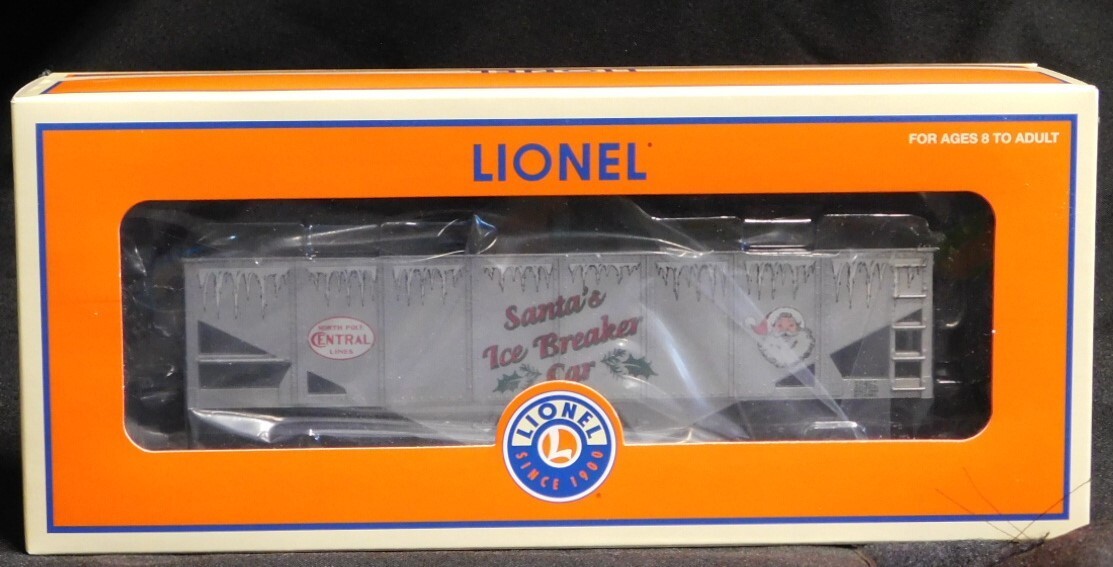 FOR AGES 8 TO ADULT
LIONEL
Santa's
Ice Breaker
Car
NORTH POLE
CENTRAL
LINES
LIONEL
L
SINCE 1900